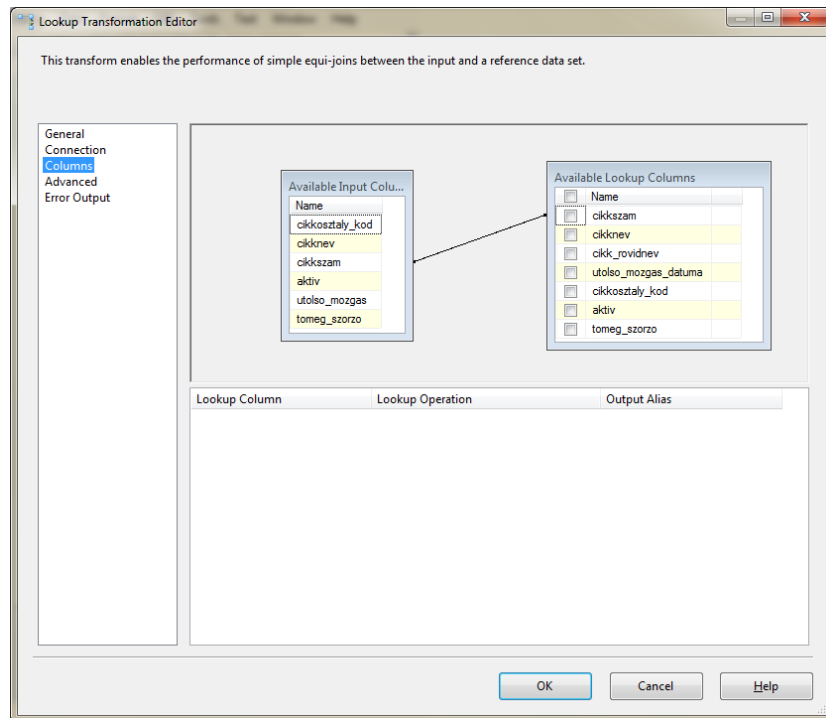 Lookup Transformation Editor
This transform enables the performance of simple equi-joins between the input and a reference data set.
General
Connection
Columns
Advanced
Error Output
Available Input Colu...
Name
cikkosztaly_kod
cikknev
cikkszam
aktiv
utolso_mozgas
tomeg_szorzo
Available Lookup Columns
Name
cikkszam
cikknev
cikk_rovidnev
utolso_mozgas_datuma
cikkosztaly_kod
aktiv
tomeg_szorzo
Lookup Column Lookup Operation Output Alias
OK Cancel Help